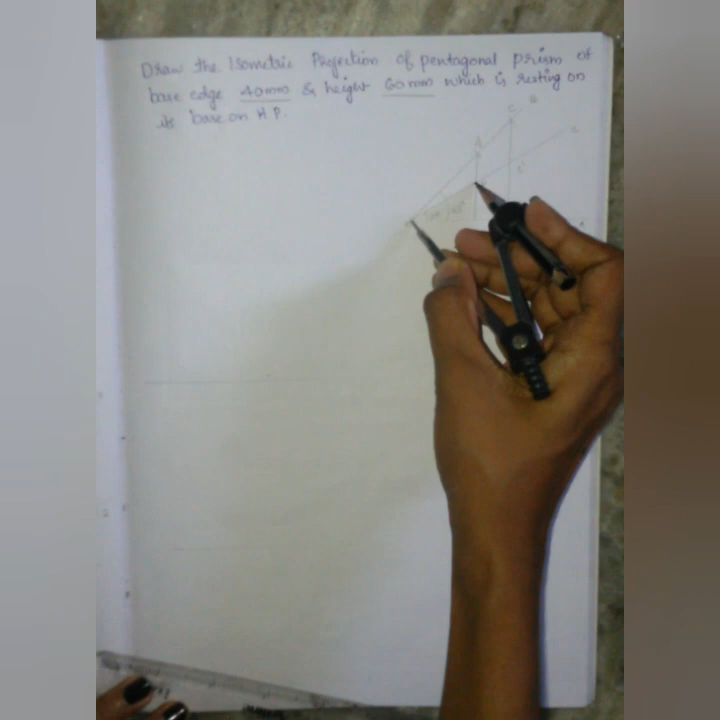 Draw the Isometric Projection of pentagonal prism of
base edge 40mm & height 60mm which is resting on
its base on H.P.